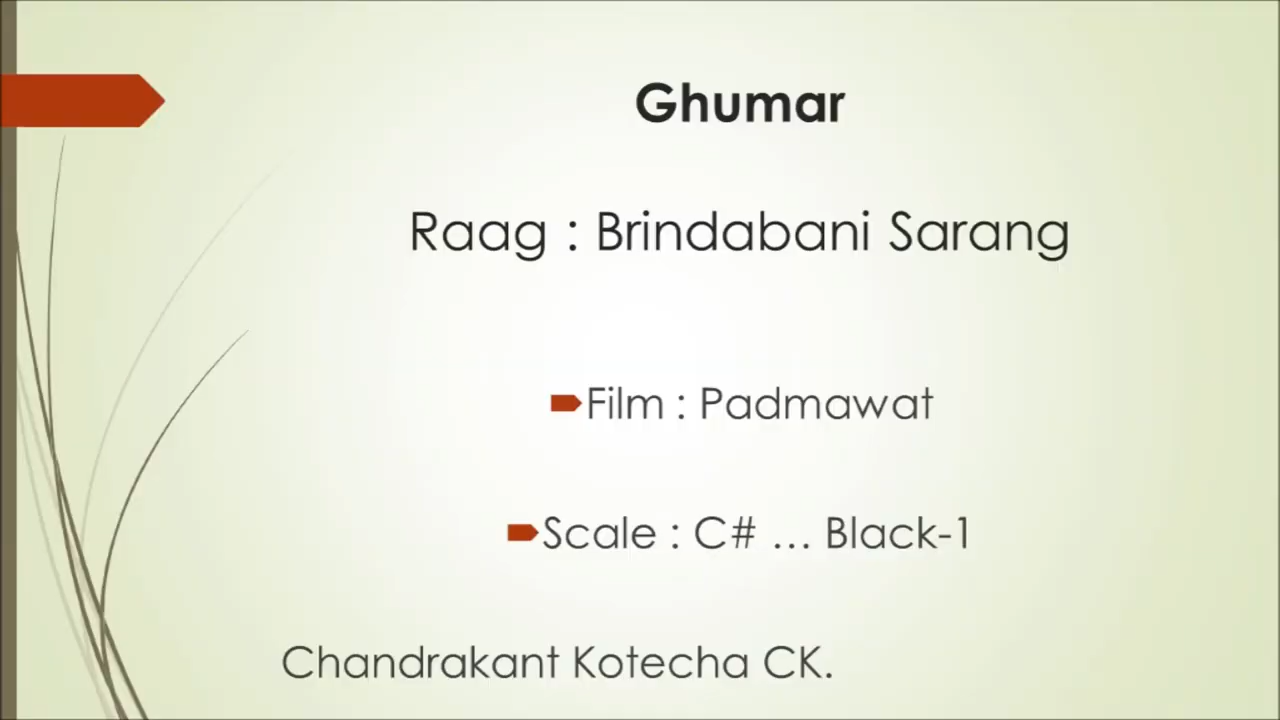 Ghumar
Raag : Brindabani Sarang
Film : Padmawat
Scale : C# ... Black-1
Chandrakant Kotecha CK.